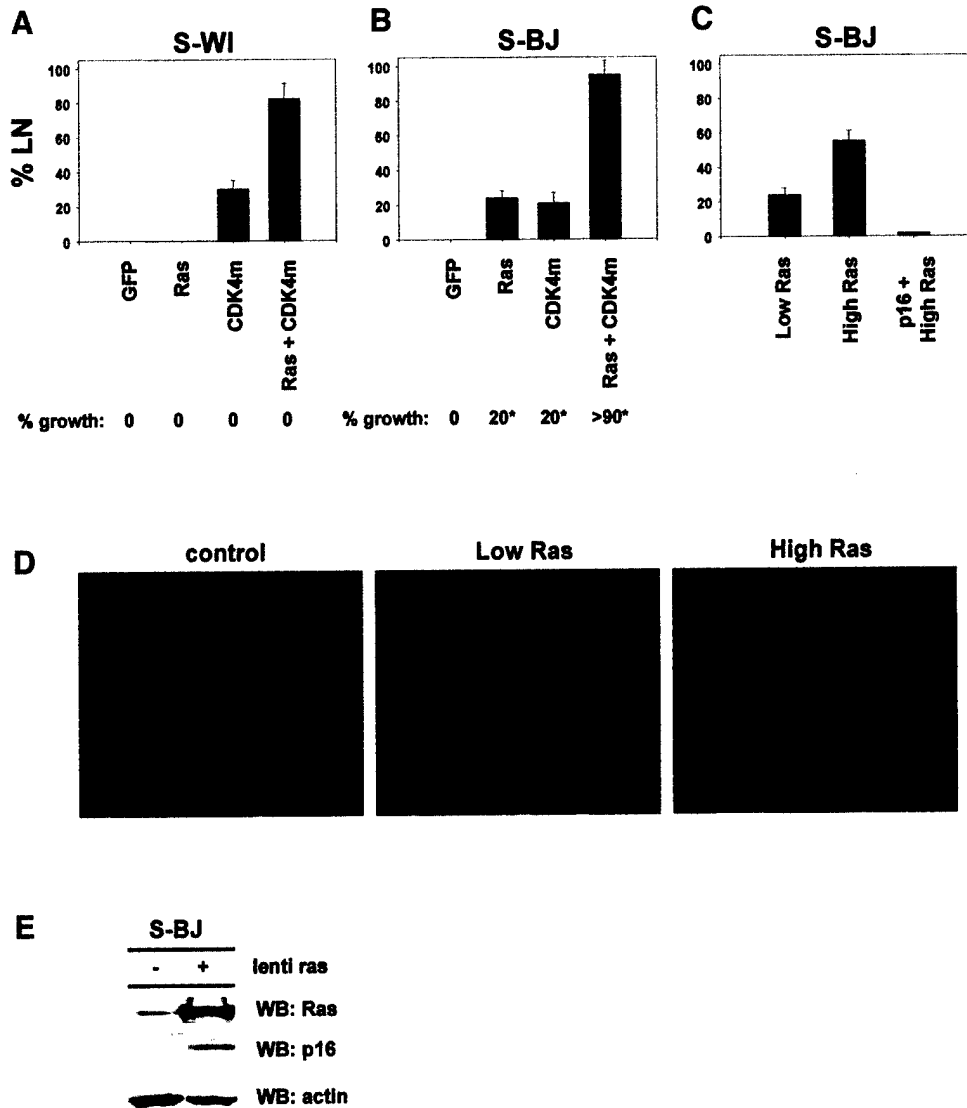 A
S-WI
% LN
100
80
60
40
20
0
GFP
Ras
CDK4m
Ras + CDK4m
% growth: 0 0 0 0
B
S-BJ
100
80
60
40
20
0
GFP
Ras
CDK4m
Ras + CDK4m
% growth: 0 20* 20* >90*
C
S-BJ
100
80
60
40
20
0
Low Ras
High Ras
p16 +
High Ras
D
control
Low Ras
High Ras
E
S-BJ
- + lenti ras
WB: Ras
WB: p16
WB: actin